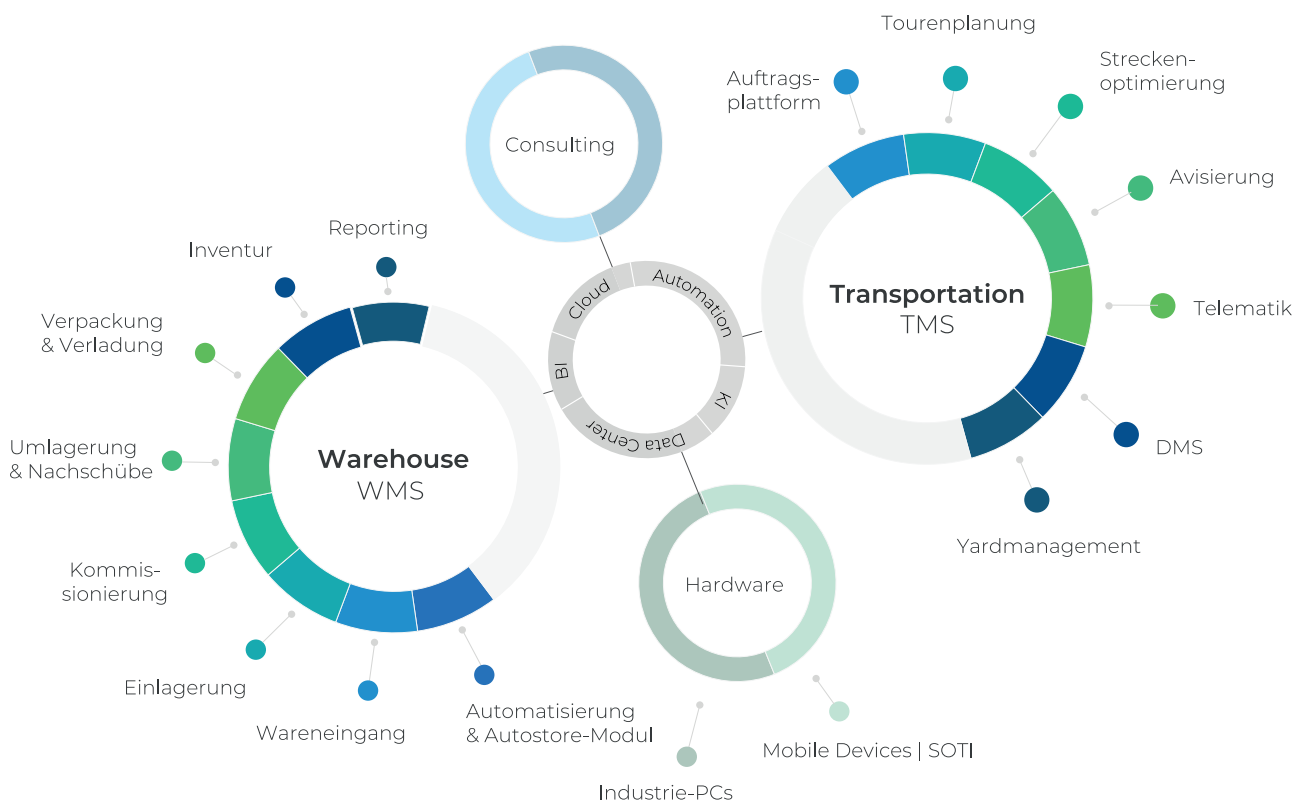 Consulting
Cloud
Automation
BI
KI
Data Center
Auftrags-
plattform
Tourenplanung
Strecken-
optimierung
Avisierung
Telematik
DMS
Yardmanagement
Transportation
TMS
Reporting
Inventur
Verpackung
& Verladung
Umlagerung
& Nachschübe
Kommis-
sionierung
Einlagerung
Wareneingang
Automatisierung
& Autostore-Modul
Warehouse
WMS
Hardware
Mobile Devices | SOTI
Industrie-PCs